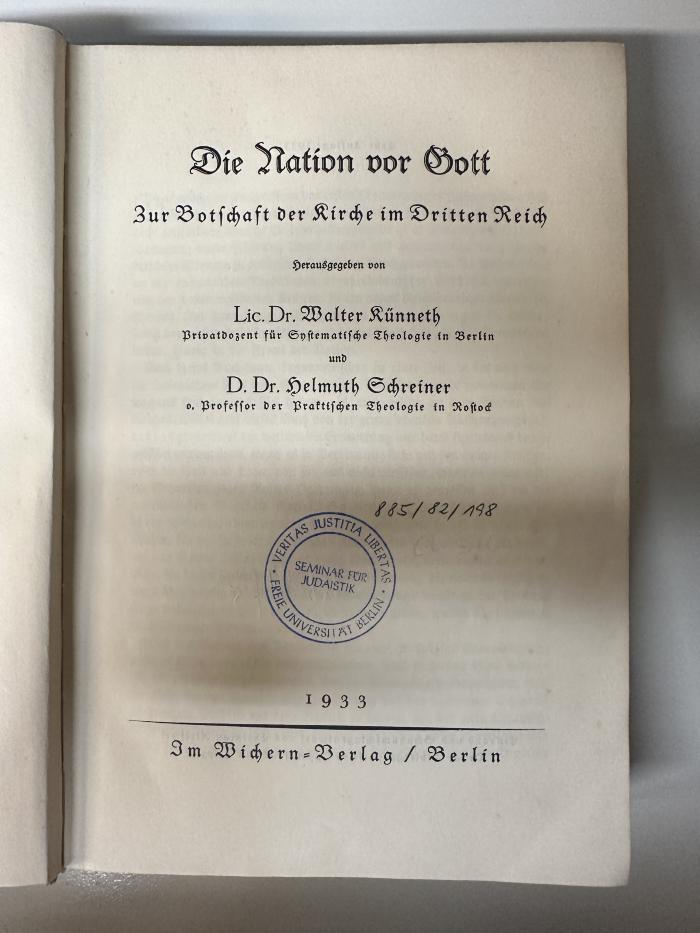 Die Nation vor Gott
Zur Botschaft der Kirche im Dritten Reich
Herausgegeben von
Lic. Dr. Walter Künneth
Privatdozent für Systematische Theologie in Berlin
und
D. Dr. Helmuth Schreiner
o. Professor der Praktischen Theologie in Rostock
885/82/198
· VERITAS JUSTITIA LIBERTAS ·
SEMINAR FÜR
JUDAISTIK
FREIE UNIVERSITÄT BERLIN
1933
Im Wichern-Verlag / Berlin